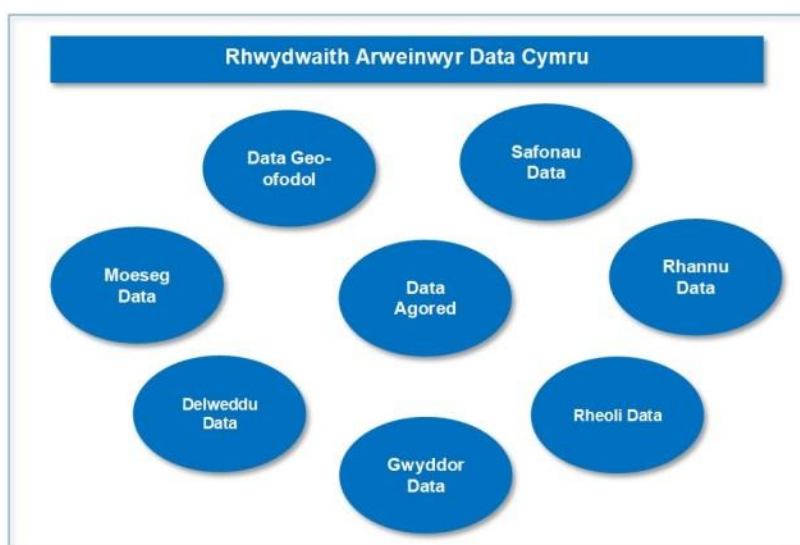 Rhwydwaith Arweinwyr Data Cymru
Data Geo-
ofodol
Safonau
Data
Moeseg
Data
Data
Agored
Rhannu
Data
Delweddu
Data
Rheoli Data
Gwyddor
Data